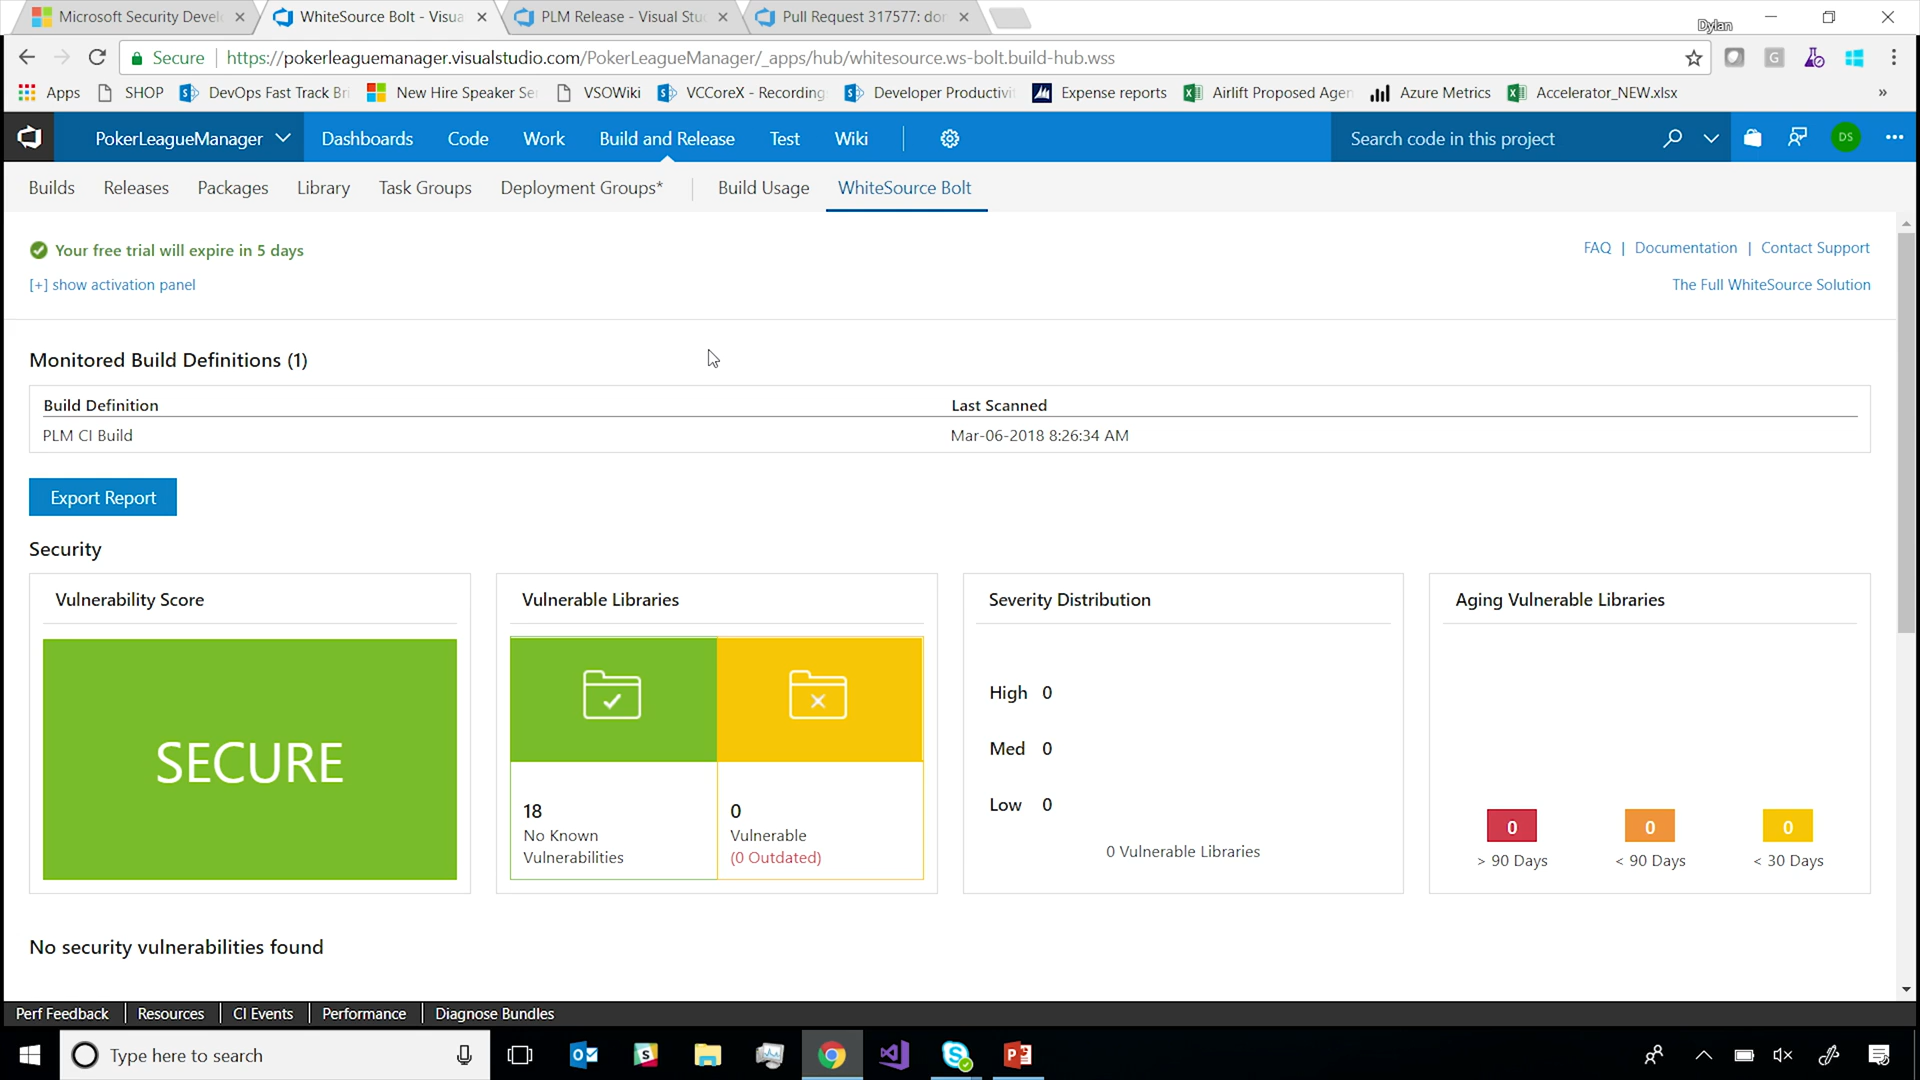 Microsoft Security Devel
WhiteSource Bolt - Visua
PLM Release - Visual Stu
Pull Request 317577: dor
Dylan
Secure
https://pokerleaguemanager.visualstudio.com/PokerLeagueManager/_apps/hub/whitesource.ws-bolt.build-hub.wss
Apps
SHOP
DevOps Fast Track Bri
New Hire Speaker Ser
VSOWiki
VCCoreX - Recording
Developer Productivit
Expense reports
Airlift Proposed Agen
Azure Metrics
Accelerator_NEW.xlsx
»
PokerLeagueManager
Dashboards
Code
Work
Build and Release
Test
Wiki
Search code in this project
DS
Builds
Releases
Packages
Library
Task Groups
Deployment Groups*
Build Usage
WhiteSource Bolt
Your free trial will expire in 5 days
FAQ | Documentation | Contact Support
[+] show activation panel
The Full WhiteSource Solution
Monitored Build Definitions (1)
Build Definition
Last Scanned
PLM CI Build
Mar-06-2018 8:26:34 AM
Export Report
Security
Vulnerability Score
SECURE
Vulnerable Libraries
18
No Known
Vulnerabilities
0
Vulnerable
(0 Outdated)
Severity Distribution
High 0
Med 0
Low 0
0 Vulnerable Libraries
Aging Vulnerable Libraries
0
> 90 Days
0
< 90 Days
0
< 30 Days
No security vulnerabilities found
Perf Feedback
Resources
CI Events
Performance
Diagnose Bundles
Type here to search